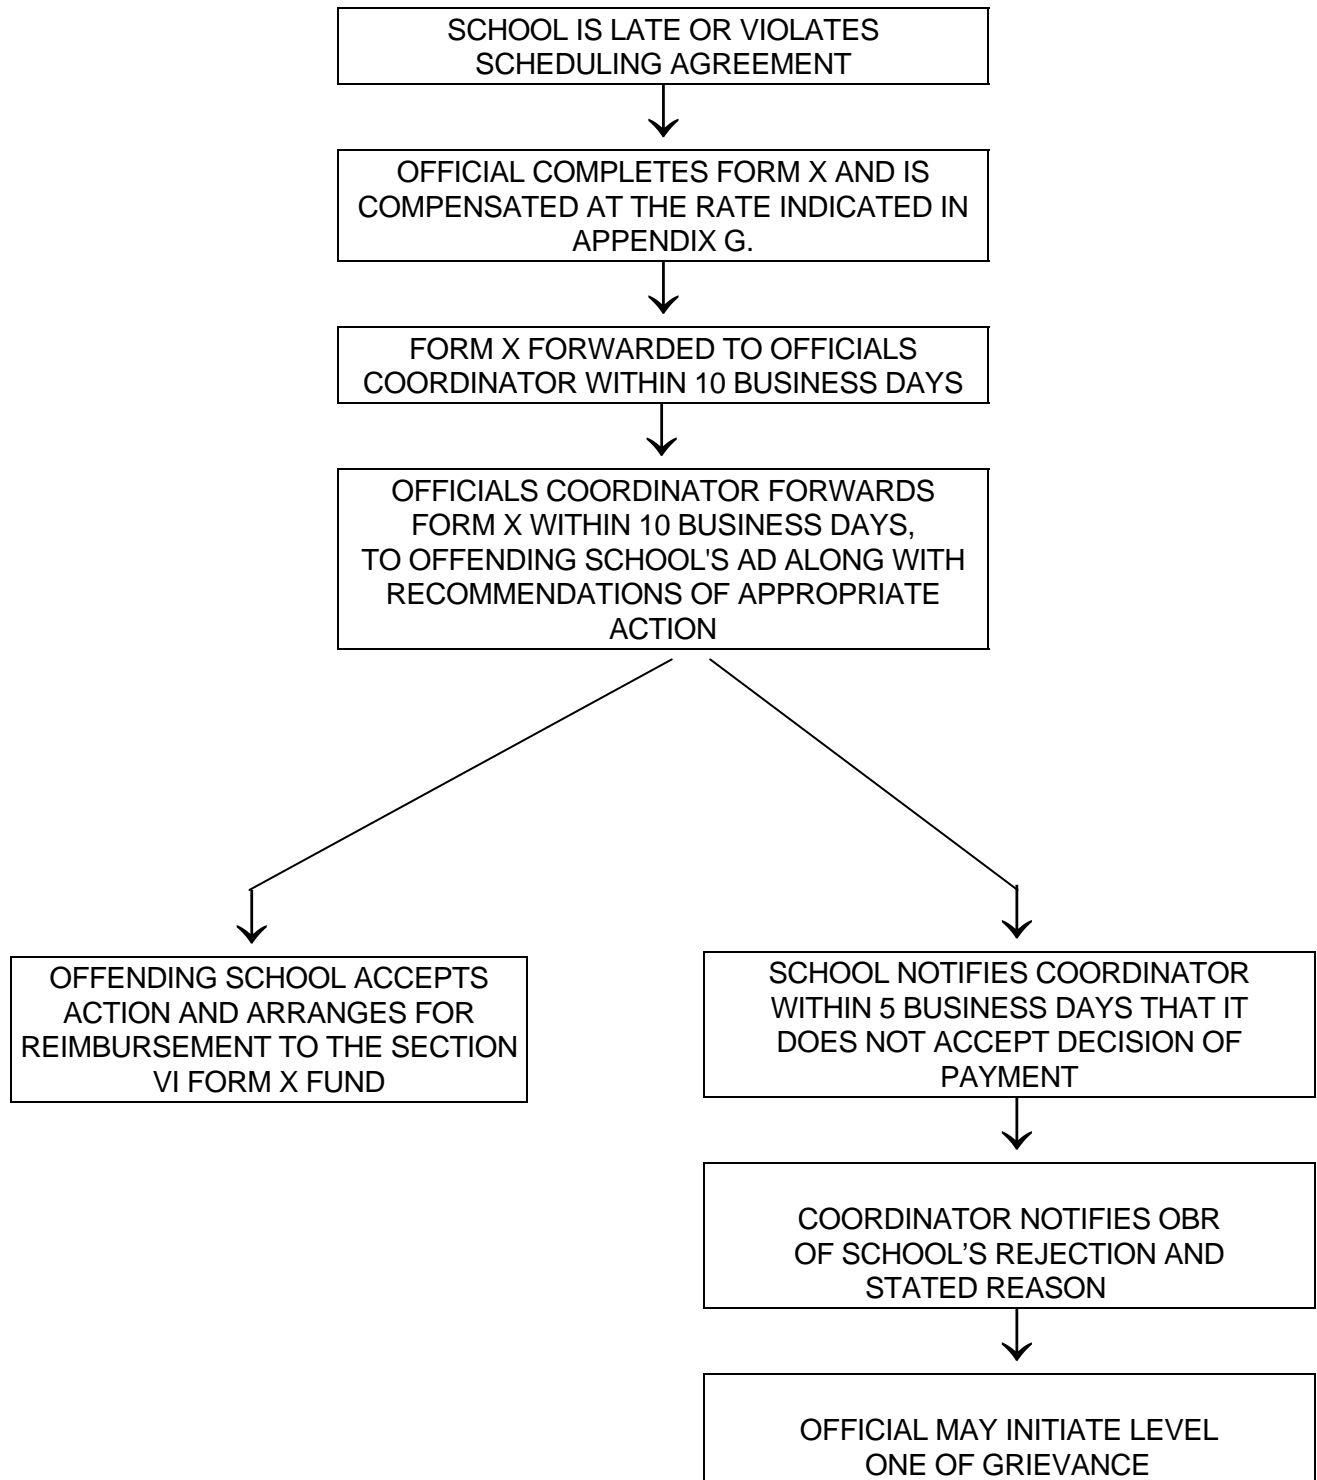 SCHOOL IS LATE OR VIOLATES
SCHEDULING AGREEMENT
OFFICIAL COMPLETES FORM X AND IS
COMPENSATED AT THE RATE INDICATED IN
APPENDIX G.
FORM X FORWARDED TO OFFICIALS
COORDINATOR WITHIN 10 BUSINESS DAYS
OFFICIALS COORDINATOR FORWARDS
FORM X WITHIN 10 BUSINESS DAYS,
TO OFFENDING SCHOOL'S AD ALONG WITH
RECOMMENDATIONS OF APPROPRIATE
ACTION
OFFENDING SCHOOL ACCEPTS
ACTION AND ARRANGES FOR
REIMBURSEMENT TO THE SECTION
VI FORM X FUND
SCHOOL NOTIFIES COORDINATOR
WITHIN 5 BUSINESS DAYS THAT IT
DOES NOT ACCEPT DECISION OF
PAYMENT
COORDINATOR NOTIFIES OBR
OF SCHOOL’S REJECTION AND
STATED REASON
OFFICIAL MAY INITIATE LEVEL
ONE OF GRIEVANCE